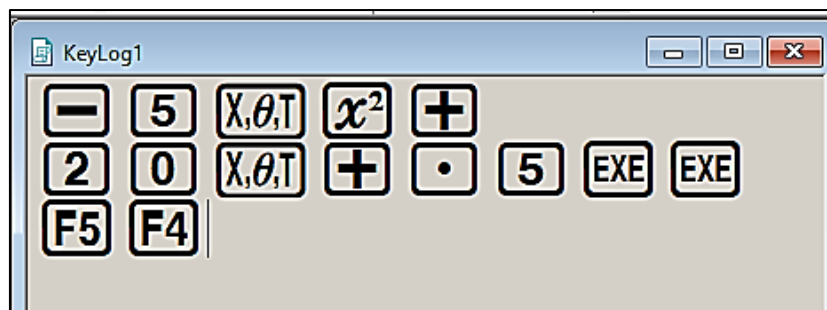 KeyLog1
− 5 X,θ,T x² +
2 0 X,θ,T + • 5 EXE EXE
F5 F4